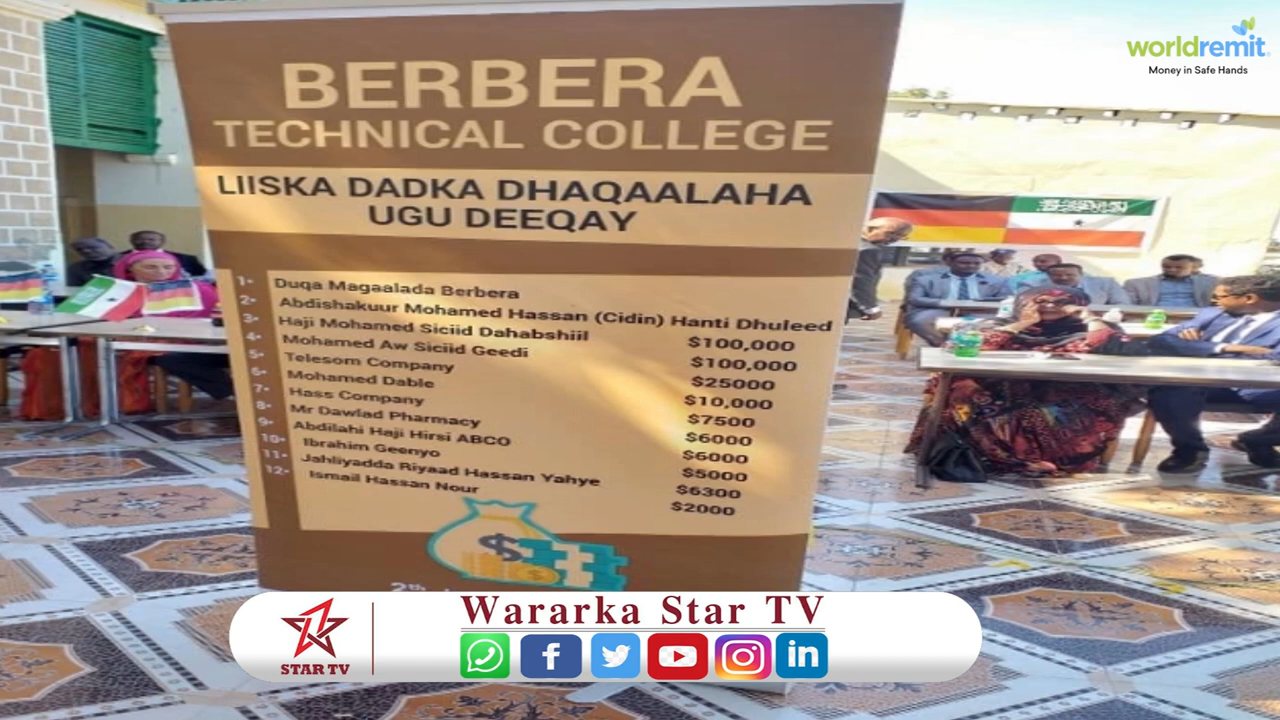 worldremit
Money in Safe Hands
BERBERA
TECHNICAL COLLEGE
LIISKA DADKA DHAQAALAHA
UGU DEEQAY
1- Duqa Magaalada Berbera
2- Abdishakuur Mohamed Hassan (Cidin) Hanti Dhuleed
3- Haji Mohamed Siciid Dahabshiil $100,000
4- Mohamed Aw Siciid Geedi $100,000
5- Telesom Company $25000
6- Mohamed Dable $10,000
7- Hass Company $7500
8- Mr Dawlad Pharmacy $6000
9- Abdilahi Haji Hirsi ABCO $6000
10- Ibrahim Geenyo $5000
11- Jahliyadda Riyaad Hassan Yahye $6300
12- Ismail Hassan Nour $2000
2th
Wararka Star TV
STAR TV